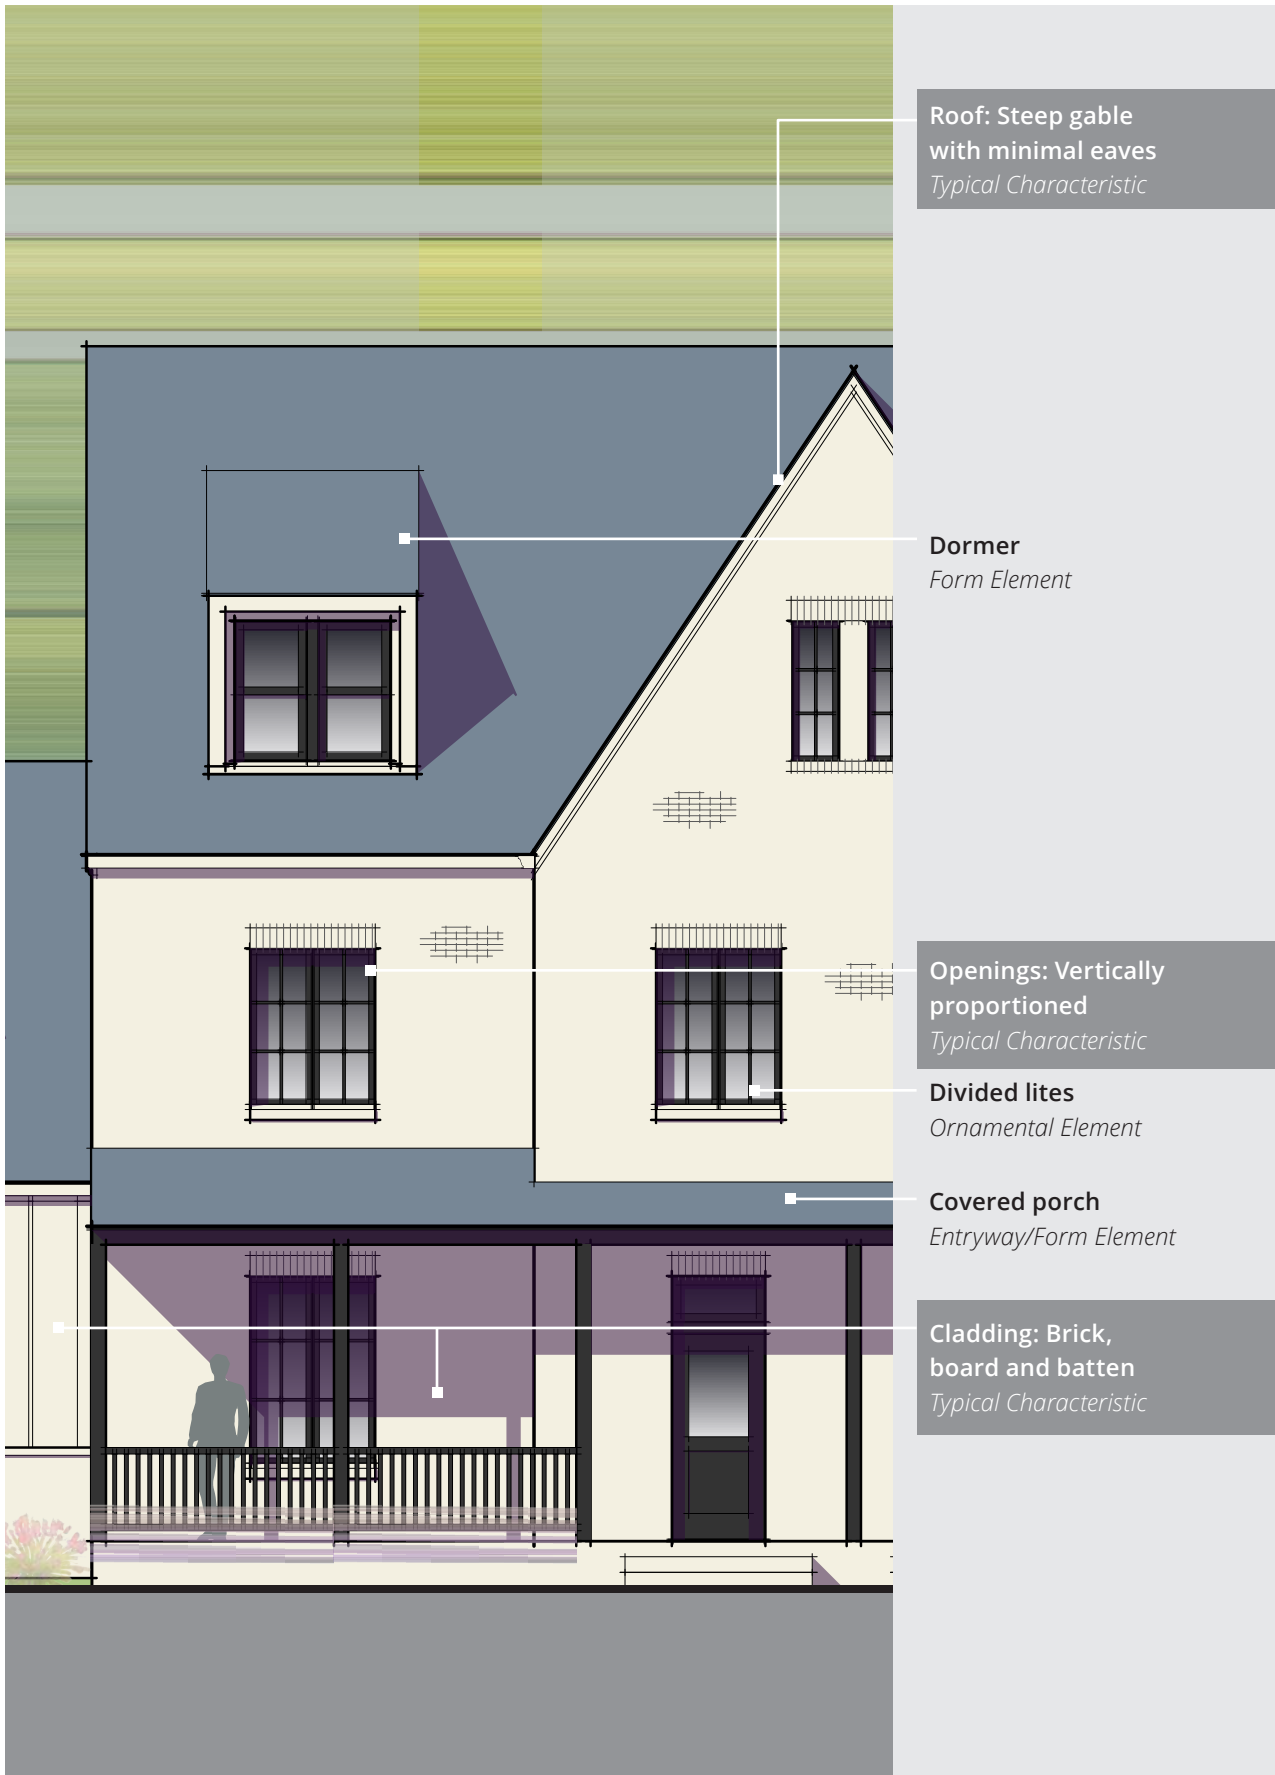 Roof: Steep gable
with minimal eaves
Typical Characteristic
Dormer
Form Element
Openings: Vertically
proportioned
Typical Characteristic
Divided lites
Ornamental Element
Covered porch
Entryway/Form Element
Cladding: Brick,
board and batten
Typical Characteristic